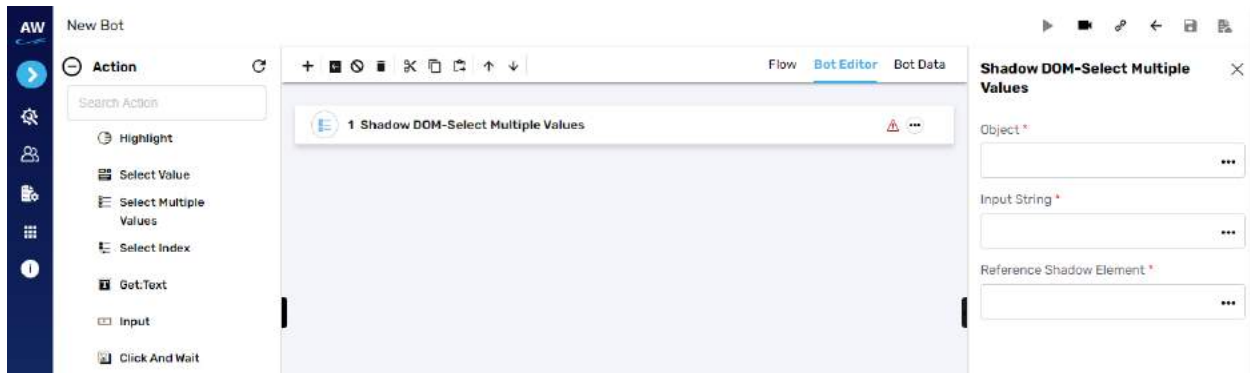 AW
New Bot
Action
Search Action
Highlight
Select Value
Select Multiple
Values
Select Index
Get:Text
Input
Click And Wait
Flow
Bot Editor
Bot Data
1 Shadow DOM-Select Multiple Values
Shadow DOM-Select Multiple
Values
Object *
Input String *
Reference Shadow Element *